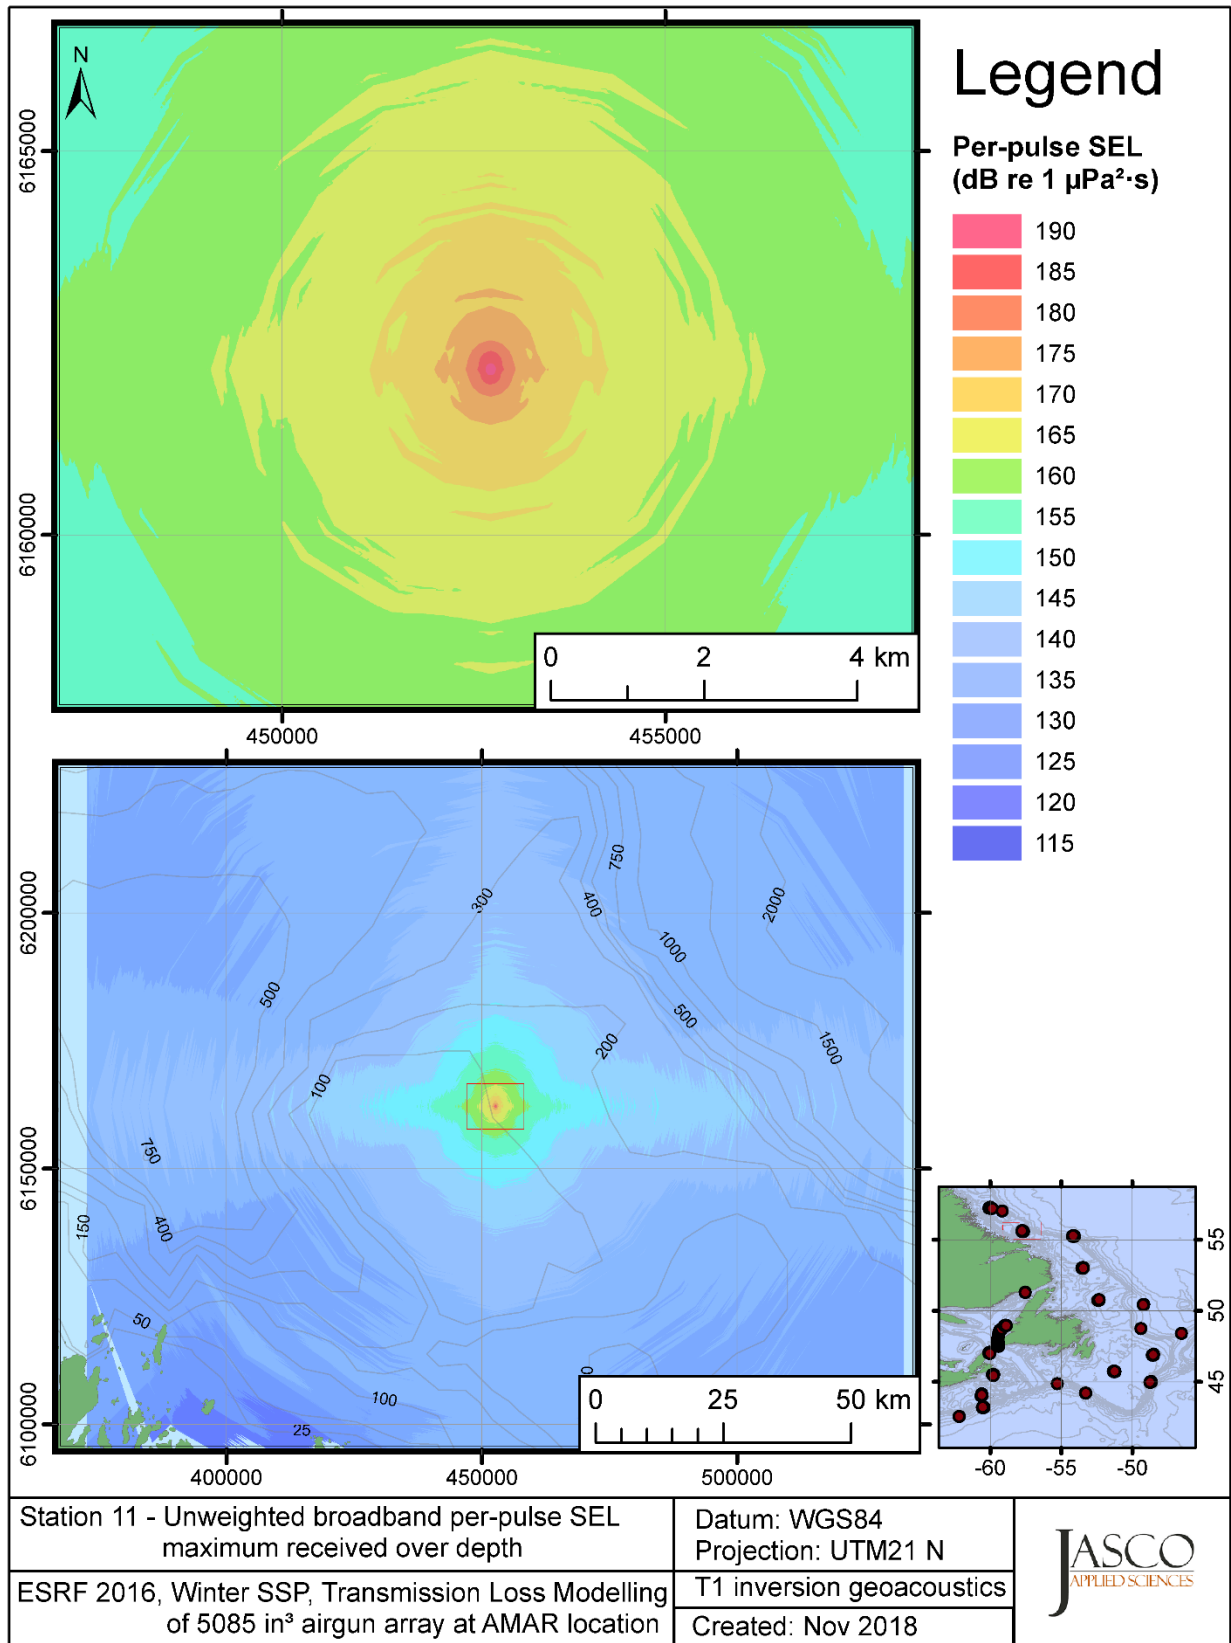 N
6165000
6160000
0 2 4 km
450000 455000
Legend
Per-pulse SEL
(dB re 1 µPa²·s)
190
185
180
175
170
165
160
155
150
145
140
135
130
125
120
115
6200000
6150000
6100000
300
750
400
2000
1000
500
500
200
1500
100
750
400
150
50
100
25
0
0 25 50 km
400000 450000 500000
55
50
45
-60 -55 -50
Station 11 - Unweighted broadband per-pulse SEL
maximum received over depth
ESRF 2016, Winter SSP, Transmission Loss Modelling
of 5085 in³ airgun array at AMAR location
Datum: WGS84
Projection: UTM21 N
T1 inversion geoacoustics
Created: Nov 2018
JASCO
APPLIED SCIENCES